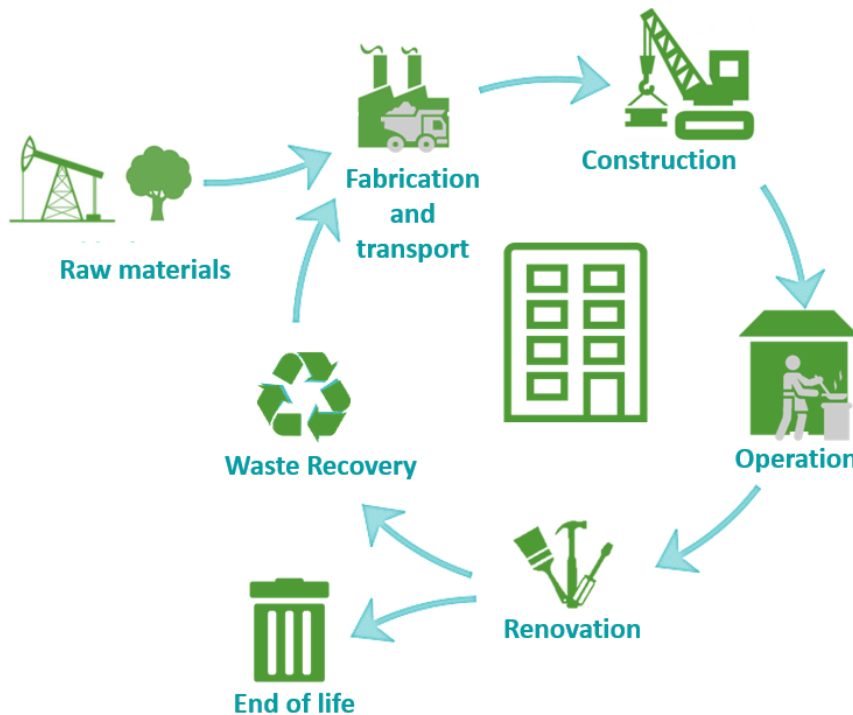 Fabrication
and
transport
Construction
Raw materials
Operation
Waste Recovery
Renovation
End of life